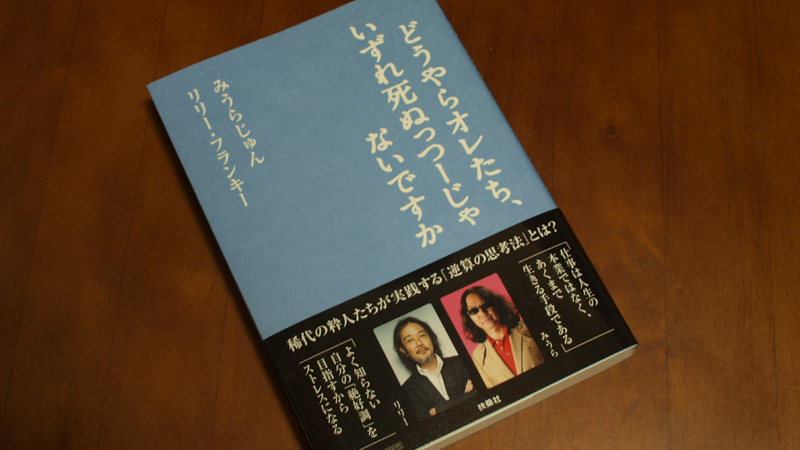 どうやらオレたち、
いずれ死ぬっつーじゃ
ないですか
みうらじゅん
リリー・フランキー
稀代の粋人たちが実践する「逆算の思考法」とは?
「仕事は人生の
本業ではなく、
あくまで
生きる手段である」
みうら
「よく知らない
自分の「絶好調」を
目指すから
ストレスになる」
リリー
扶桑社